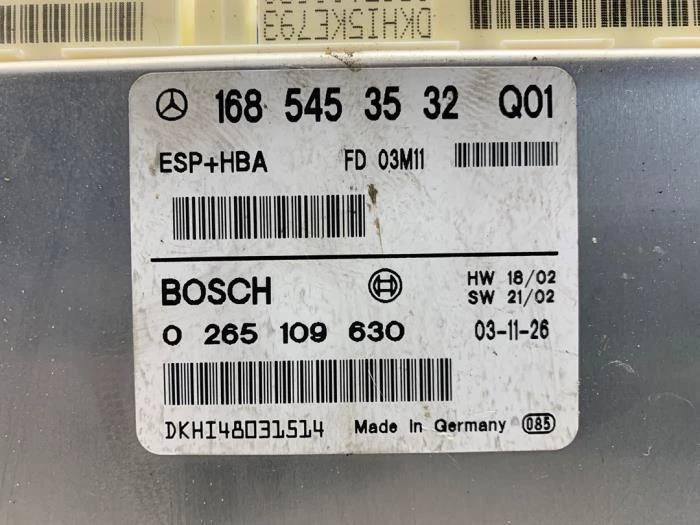 DKHI5KE793
168 545 35 32 Q01
ESP+HBA FD 03M11
BOSCH
HW 18/02
SW 21/02
0 265 109 630 03-11-26
DKHI48031514 Made in Germany 085